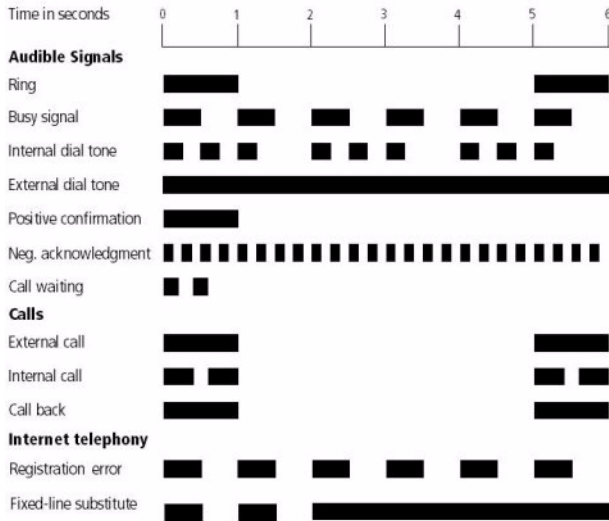 Time in seconds 0 1 2 3 4 5 6
Audible Signals
Ring
Busy signal
Internal dial tone
External dial tone
Positive confirmation
Neg. acknowledgment
Call waiting
Calls
External call
Internal call
Call back
Internet telephony
Registration error
Fixed-line substitute